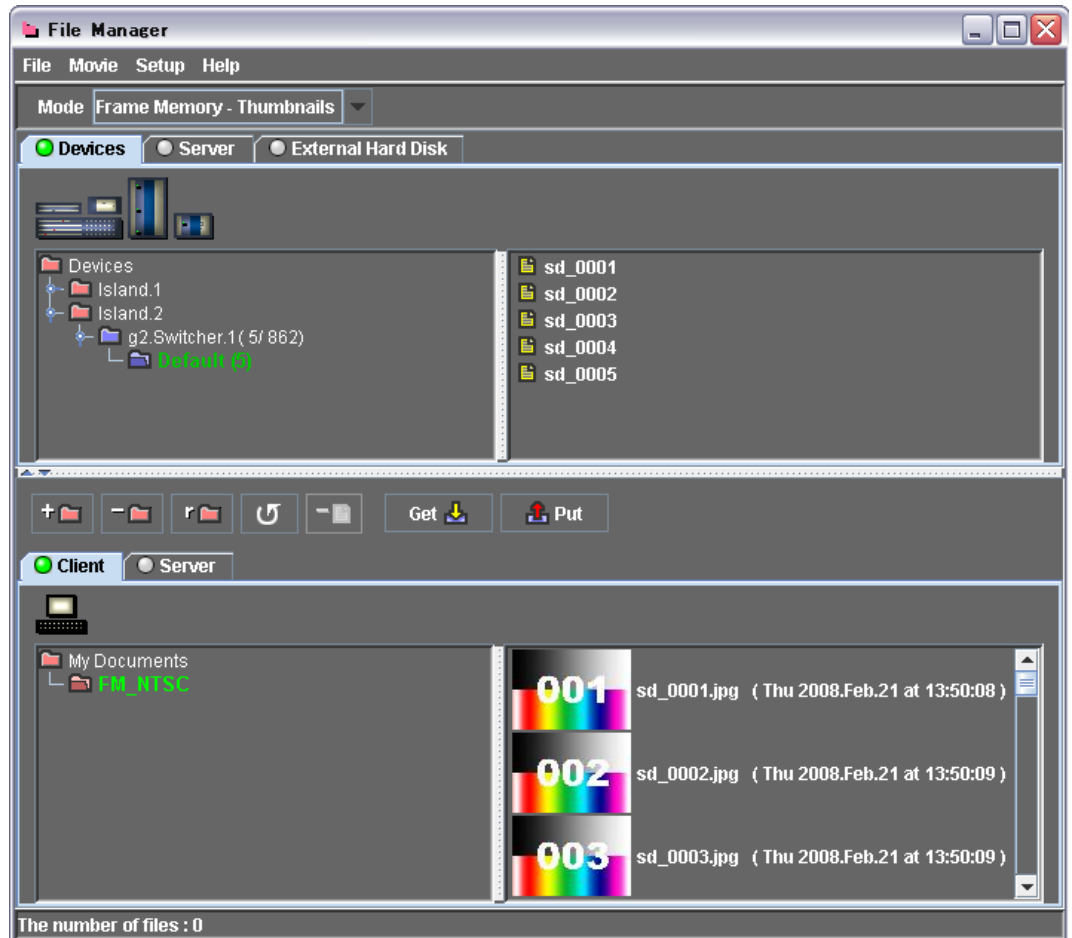 File Manager
File Movie Setup Help
Mode Frame Memory - Thumbnails
Devices Server External Hard Disk
Devices
Island.1
Island.2
g2.Switcher.1( 5/ 862)
Default (5)
sd_0001
sd_0002
sd_0003
sd_0004
sd_0005
+ - r - Get Put
Client Server
My Documents
FM_NTSC
001 sd_0001.jpg ( Thu 2008.Feb.21 at 13:50:08 )
002 sd_0002.jpg ( Thu 2008.Feb.21 at 13:50:09 )
003 sd_0003.jpg ( Thu 2008.Feb.21 at 13:50:09 )
The number of files : 0